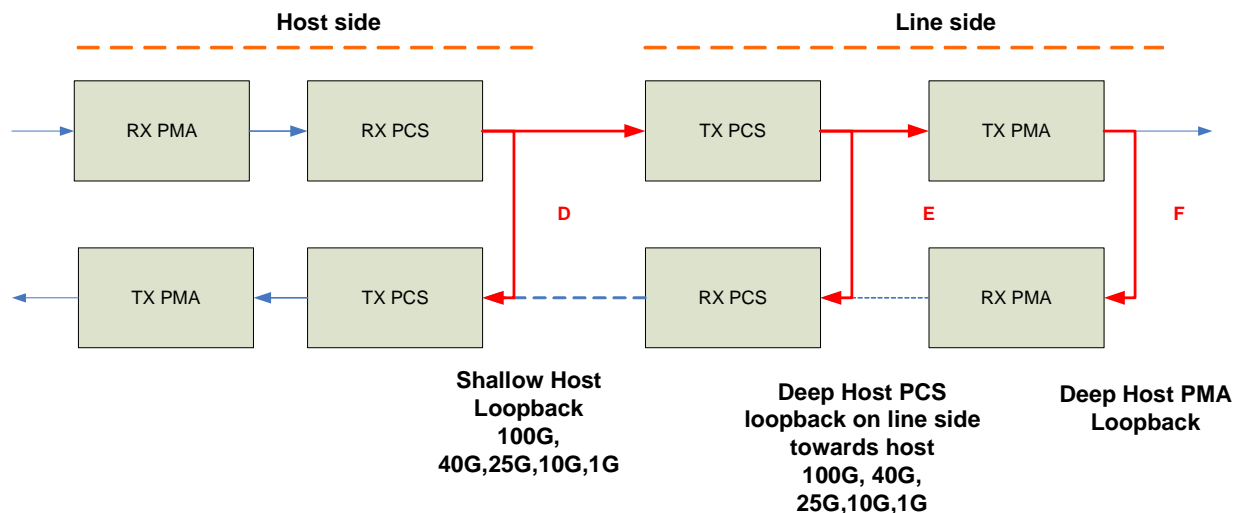 Host side
Line side
RX PMA
RX PCS
TX PCS
TX PMA
D
E
F
TX PMA
TX PCS
RX PCS
RX PMA
Shallow Host
Loopback
100G,
40G,25G,10G,1G
Deep Host PCS
loopback on line side
towards host
100G, 40G,
25G,10G,1G
Deep Host PMA
Loopback